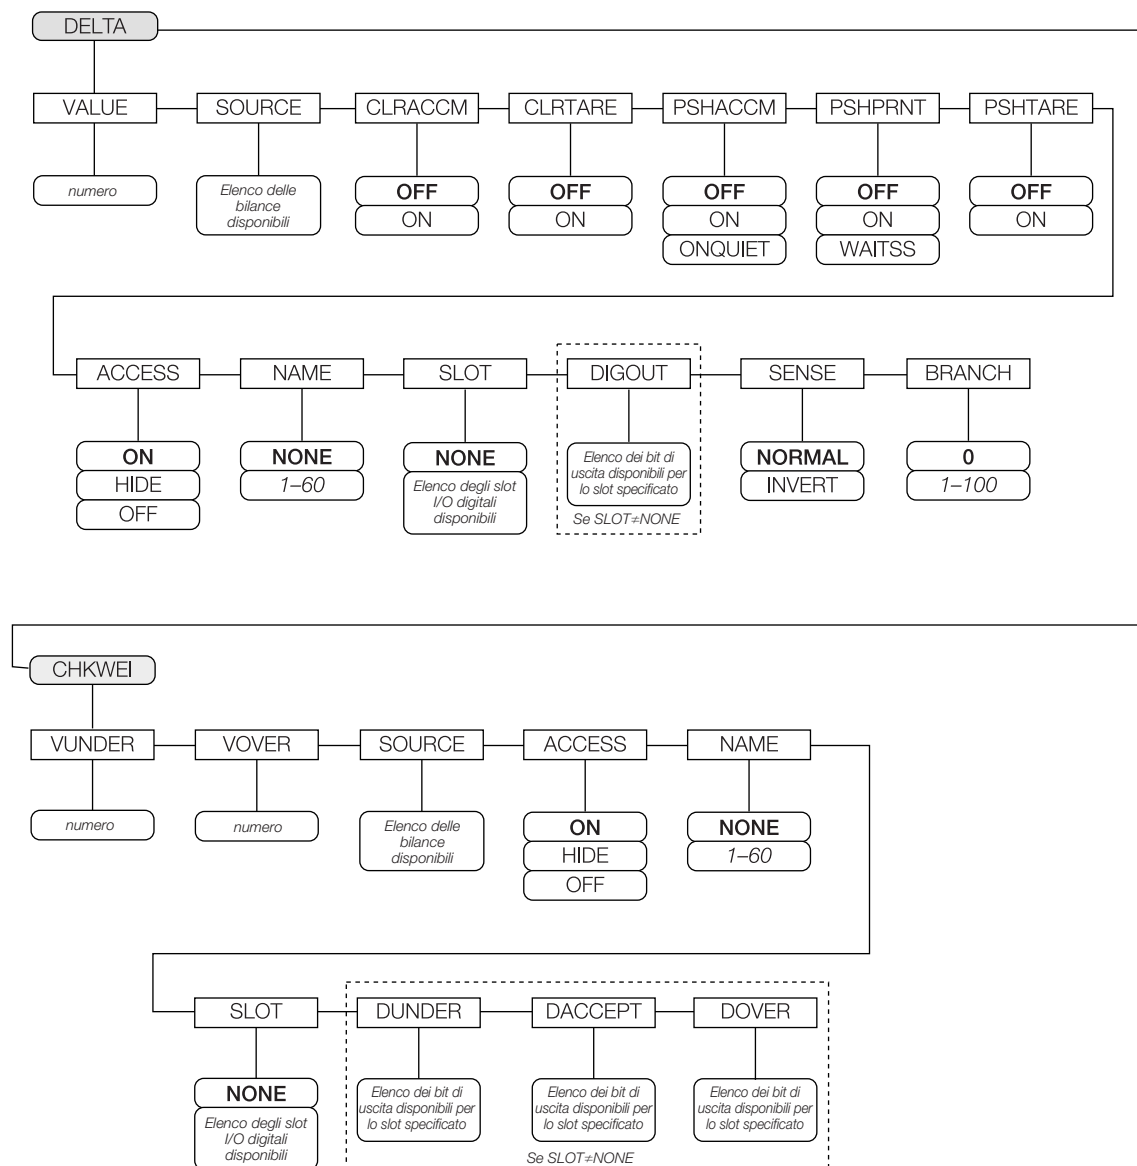 DELTA
VALUE
SOURCE
CLRACCM
CLRTARE
PSHACCM
PSHPRNT
PSHTARE
numero
Elenco delle
bilance
disponibili
OFF
ON
OFF
ON
OFF
ON
ONQUIET
OFF
ON
WAITSS
OFF
ON
ACCESS
NAME
SLOT
DIGOUT
SENSE
BRANCH
ON
HIDE
OFF
NONE
1–60
NONE
Elenco degli slot
I/O digitali
disponibili
Elenco dei bit di
uscita disponibili per
lo slot specificato
Se SLOT≠NONE
NORMAL
INVERT
0
1–100
CHKWEI
VUNDER
VOVER
SOURCE
ACCESS
NAME
numero
numero
Elenco delle
bilance
disponibili
ON
HIDE
OFF
NONE
1–60
SLOT
DUNDER
DACCEPT
DOVER
NONE
Elenco degli slot
I/O digitali
disponibili
Elenco dei bit di
uscita disponibili per
lo slot specificato
Elenco dei bit di
uscita disponibili per
lo slot specificato
Elenco dei bit di
uscita disponibili per
lo slot specificato
Se SLOT≠NONE